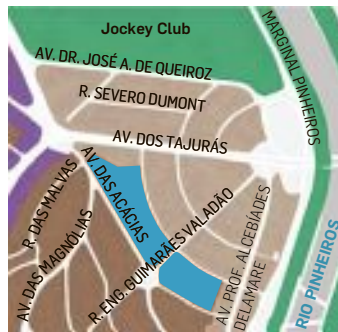 Jockey Club
MARGINAL PINHEIROS
AV. DR. JOSÉ A. DE QUEIROZ
R. SEVERO DUMONT
AV. DOS TAJURÁS
AV. DAS ACÁCIAS
R. DAS MALVAS
AV. DAS MAGNÓLIAS
R. ENG. GUIMARÃES VALADÃO
AV. PROF. ALCEBÍADES
DELAMARE
RIO PINHEIROS